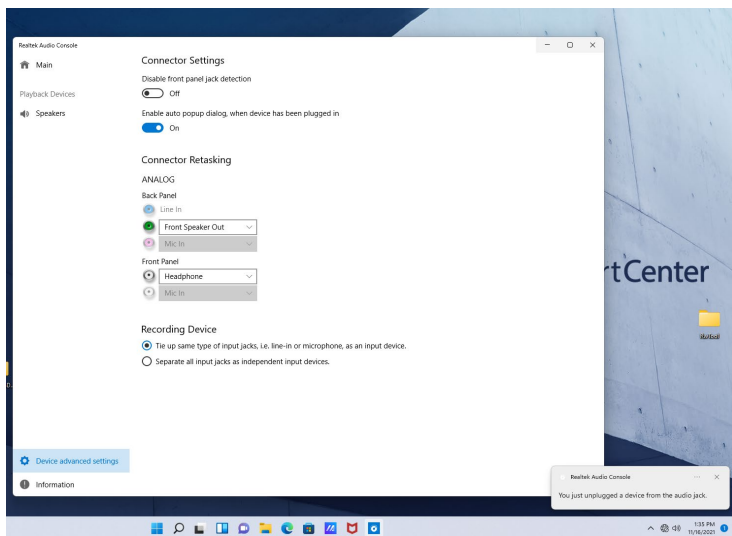 Realtek Audio Console
Main
Playback Devices
Speakers
Device advanced settings
Information
Connector Settings
Disable front panel jack detection
Off
Enable auto popup dialog, when device has been plugged in
On
Connector Retasking
ANALOG
Back Panel
Line In
Front Speaker Out
Mic In
Front Panel
Headphone
Mic In
Recording Device
Tie up same type of input jacks, i.e. line-in or microphone, as an input device.
Separate all input jacks as independent input devices.
rtCenter
Realtek Audio Console
You just unplugged a device from the audio jack.
1:35 PM
11/16/2021
1